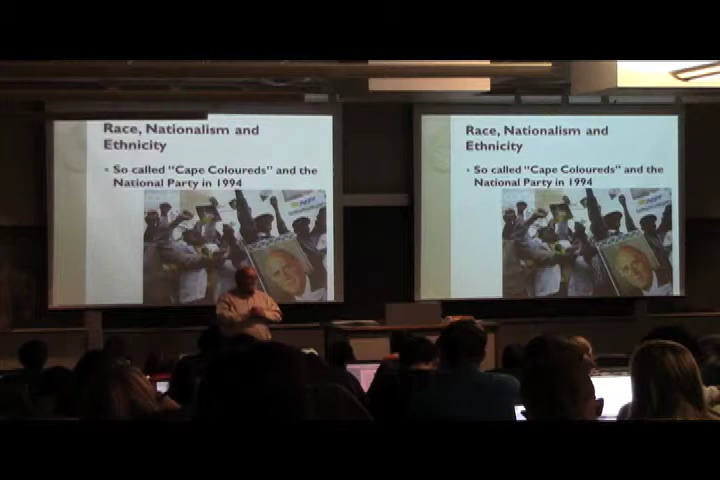 Race, Nationalism and
Ethnicity
So called "Cape Coloureds" and the
National Party in 1994
Race, Nationalism and
Ethnicity
So called "Cape Coloureds" and the
National Party in 1994